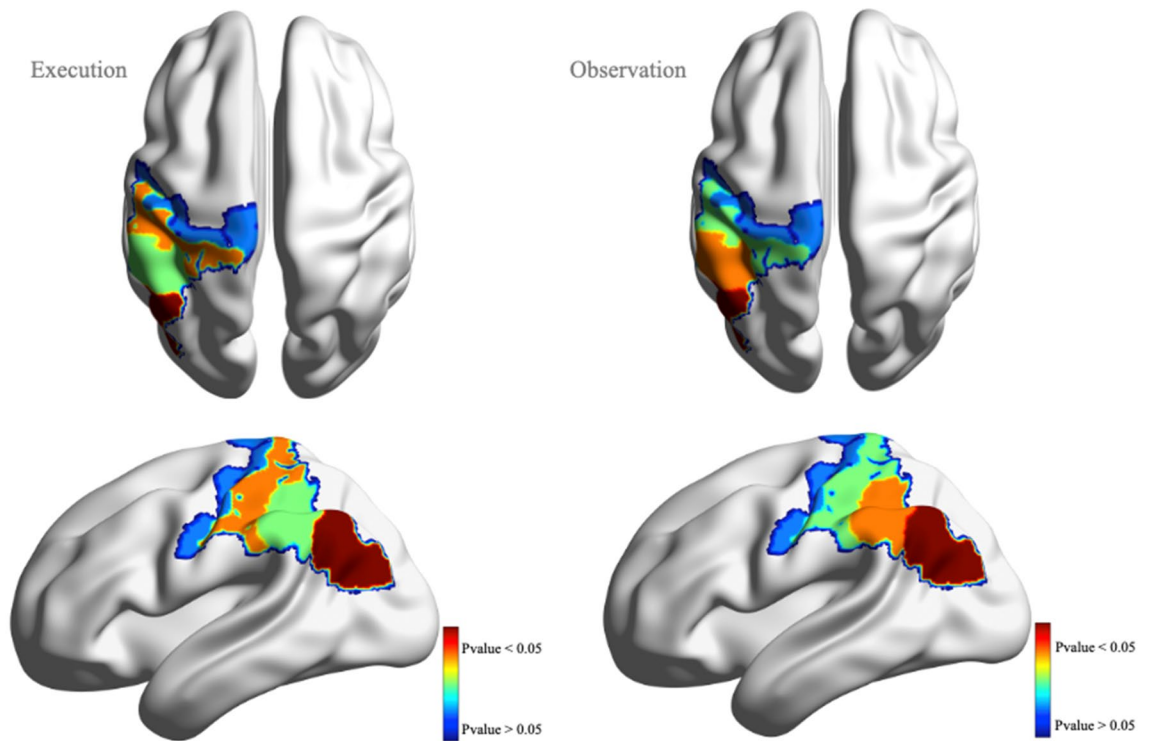 Execution
Observation
Pvalue < 0.05
Pvalue > 0.05
Pvalue < 0.05
Pvalue > 0.05